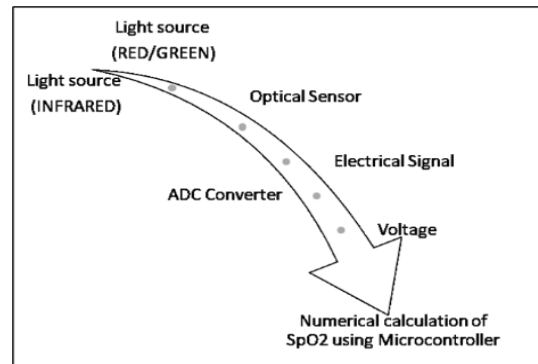 Light source
(RED/GREEN)
Light source
(INFRARED)
Optical Sensor
Electrical Signal
ADC Converter
Voltage
Numerical calculation of
SpO2 using Microcontroller